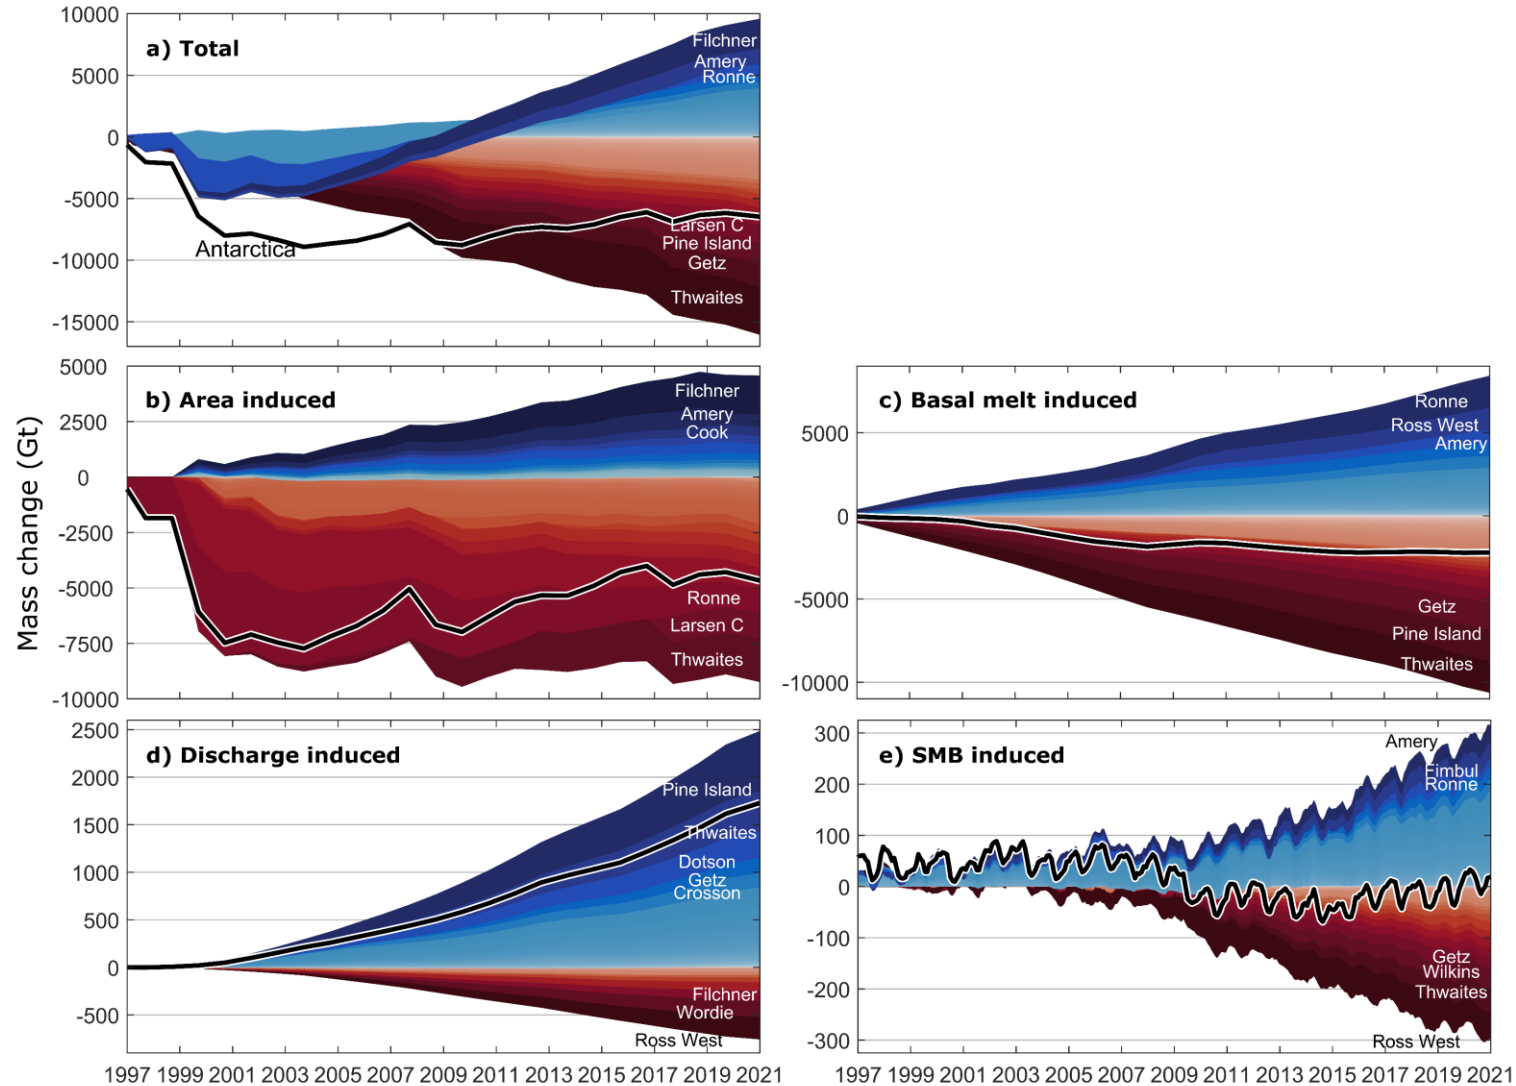 10000
a) Total
Filchner
Amery
Ronne
5000
0
-5000
Larsen C
Antarctica
Pine Island
-10000
Getz
Thwaites
-15000
Mass change (Gt)
5000
b) Area induced
Filchner
Amery
2500
Cook
0
-2500
-5000
Ronne
Larsen C
-7500
Thwaites
-10000
c) Basal melt induced
Ronne
Ross West
5000
Amery
0
-5000
Getz
Pine Island
Thwaites
-10000
2500
d) Discharge induced
2000
Pine Island
1500
Thwaites
Dotson
1000
Getz
Crosson
500
0
Filchner
-500
Wordie
Ross West
1997 1999 2001 2003 2005 2007 2009 2011 2013 2015 2017 2019 2021
300
e) SMB induced
Amery
Fimbul
200
Ronne
100
0
-100
Getz
Wilkins
-200
Thwaites
-300
Ross West
1997 1999 2001 2003 2005 2007 2009 2011 2013 2015 2017 2019 2021